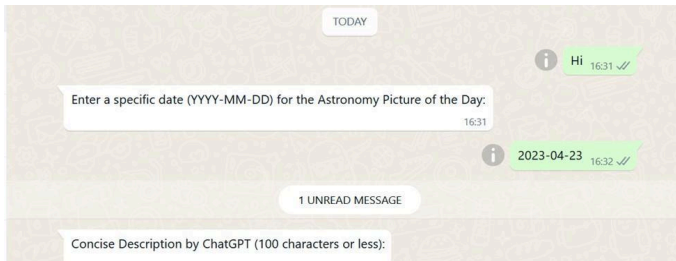 TODAY
Hi 16:31
Enter a specific date (YYYY-MM-DD) for the Astronomy Picture of the Day:
16:31
2023-04-23 16:32
1 UNREAD MESSAGE
Concise Description by ChatGPT (100 characters or less):